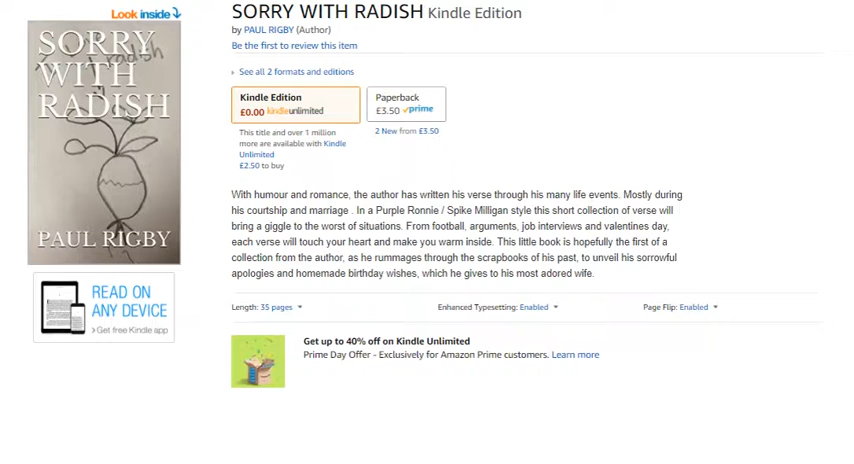 Look inside
SORRY WITH RADISH Kindle Edition
by PAUL RIGBY (Author)
Be the first to review this item
See all 2 formats and editions
Kindle Edition
£0.00 kindleunlimited
This title and over 1 million
more are available with Kindle
Unlimited
£2.50 to buy
Paperback
£3.50 prime
2 New from £3.50
SORRY
WITH
RADISH
radish
PAUL RIGBY
READ ON
ANY DEVICE
› Get free Kindle app
With humour and romance, the author has written his verse through his many life events. Mostly during
his courtship and marriage . In a Purple Ronnie / Spike Milligan style this short collection of verse will
bring a giggle to the worst of situations. From football, arguments, job interviews and valentines day,
each verse will touch your heart and make you warm inside. This little book is hopefully the first of a
collection from the author, as he rummages through the scrapbooks of his past, to unveil his sorrowful
apologies and homemade birthday wishes, which he gives to his most adored wife.
Length: 35 pages
Enhanced Typesetting: Enabled
Page Flip: Enabled
Get up to 40% off on Kindle Unlimited
Prime Day Offer - Exclusively for Amazon Prime customers. Learn more